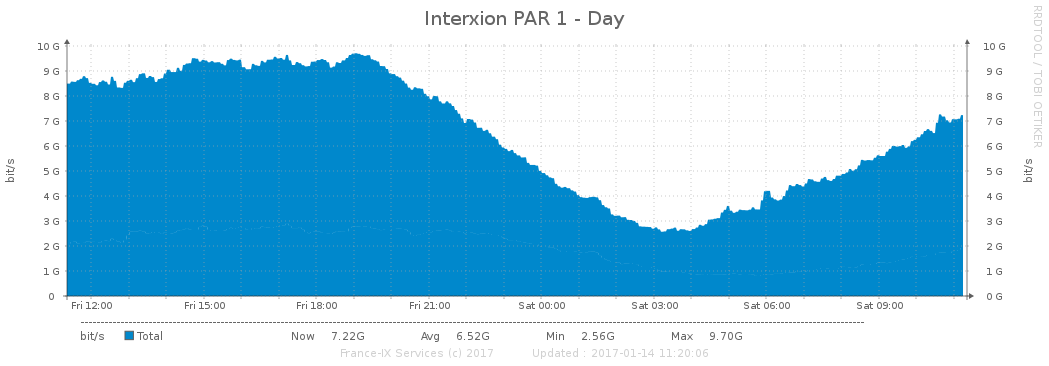 Interxion PAR 1 - Day
RRDTOOL / TOBI OETIKER
bit/s
10 G
9 G
8 G
7 G
6 G
5 G
4 G
3 G
2 G
1 G
0
10 G
9 G
8 G
7 G
6 G
5 G
4 G
3 G
2 G
1 G
0 G
bit/s
Fri 12:00 Fri 15:00 Fri 18:00 Fri 21:00 Sat 00:00 Sat 03:00 Sat 06:00 Sat 09:00
bit/s Total Now 7.22G Avg 6.52G Min 2.56G Max 9.70G
France-IX Services (c) 2017 Updated : 2017-01-14 11:20:06